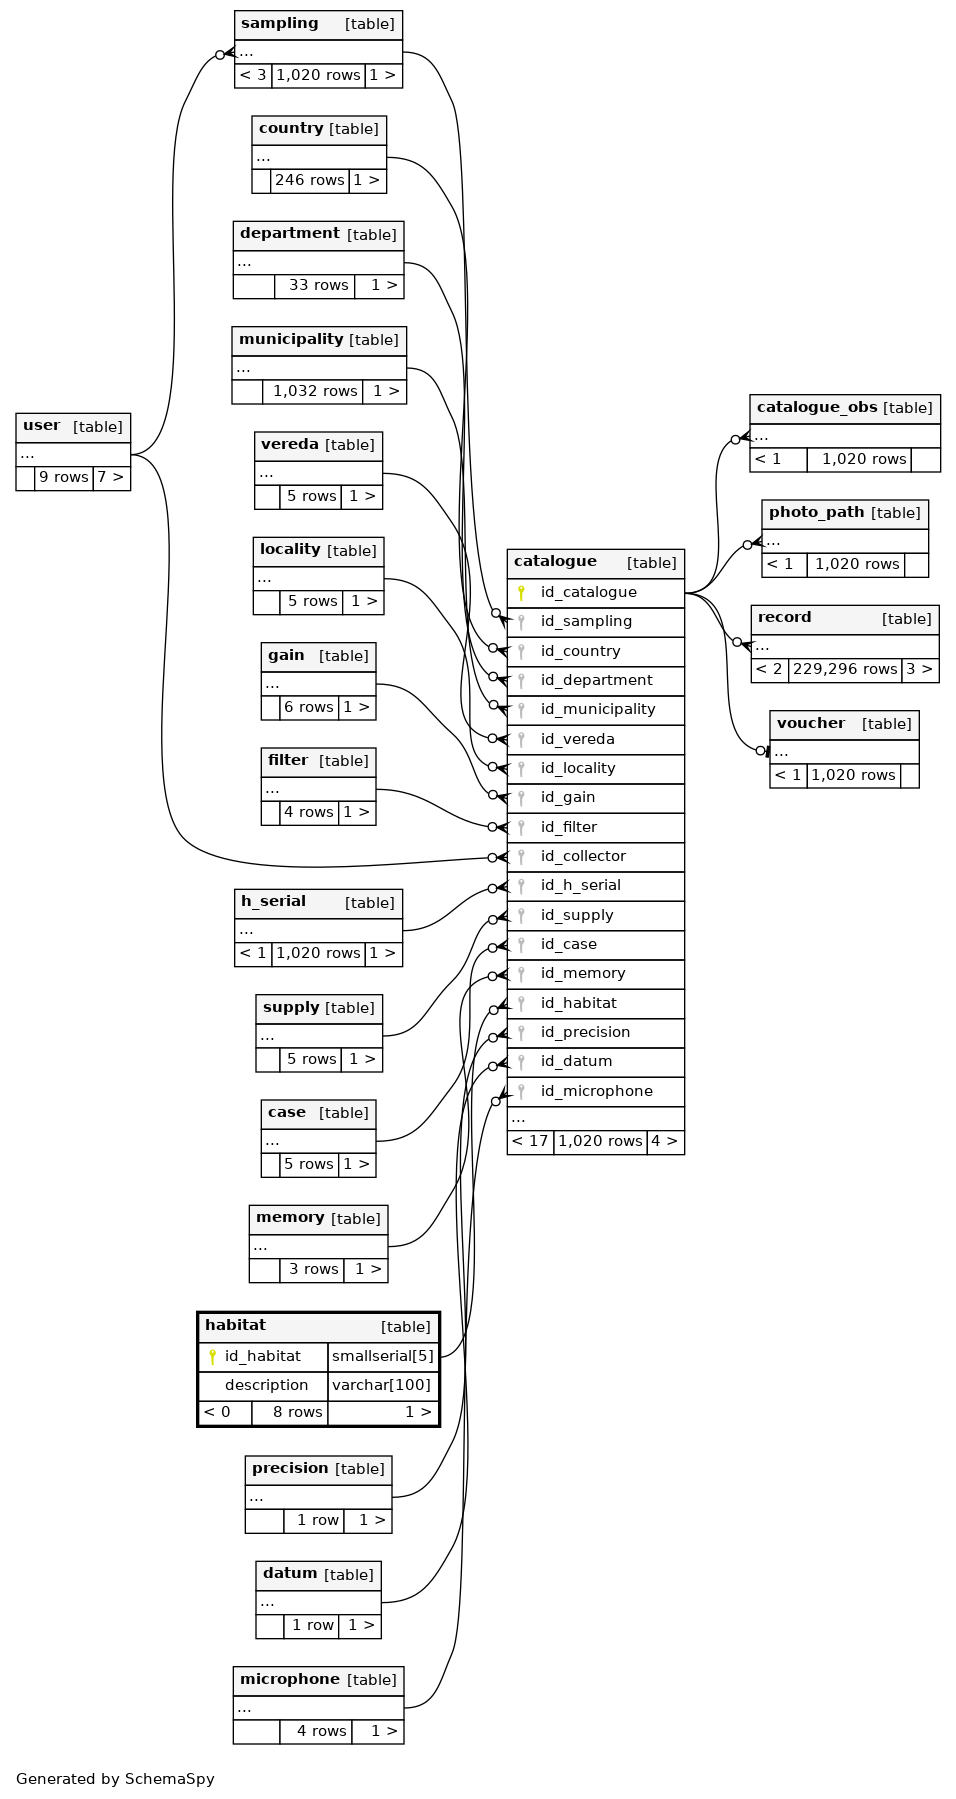 sampling [table]
...
< 3 1,020 rows 1 >
country [table]
...
246 rows 1 >
department [table]
...
33 rows 1 >
municipality [table]
...
1,032 rows 1 >
user [table]
...
9 rows 7 >
vereda [table]
...
5 rows 1 >
locality [table]
...
5 rows 1 >
gain [table]
...
6 rows 1 >
filter [table]
...
4 rows 1 >
h_serial [table]
...
< 1 1,020 rows 1 >
supply [table]
...
5 rows 1 >
case [table]
...
5 rows 1 >
memory [table]
...
3 rows 1 >
habitat [table]
id_habitat smallserial[5]
description varchar[100]
< 0 8 rows 1 >
precision [table]
...
1 row 1 >
datum [table]
...
1 row 1 >
microphone [table]
...
4 rows 1 >
catalogue [table]
id_catalogue
id_sampling
id_country
id_department
id_municipality
id_vereda
id_locality
id_gain
id_filter
id_collector
id_h_serial
id_supply
id_case
id_memory
id_habitat
id_precision
id_datum
id_microphone
...
< 17 1,020 rows 4 >
catalogue_obs [table]
...
< 1 1,020 rows
photo_path [table]
...
< 1 1,020 rows
record [table]
...
< 2 229,296 rows 3 >
voucher [table]
...
< 1 1,020 rows
Generated by SchemaSpy